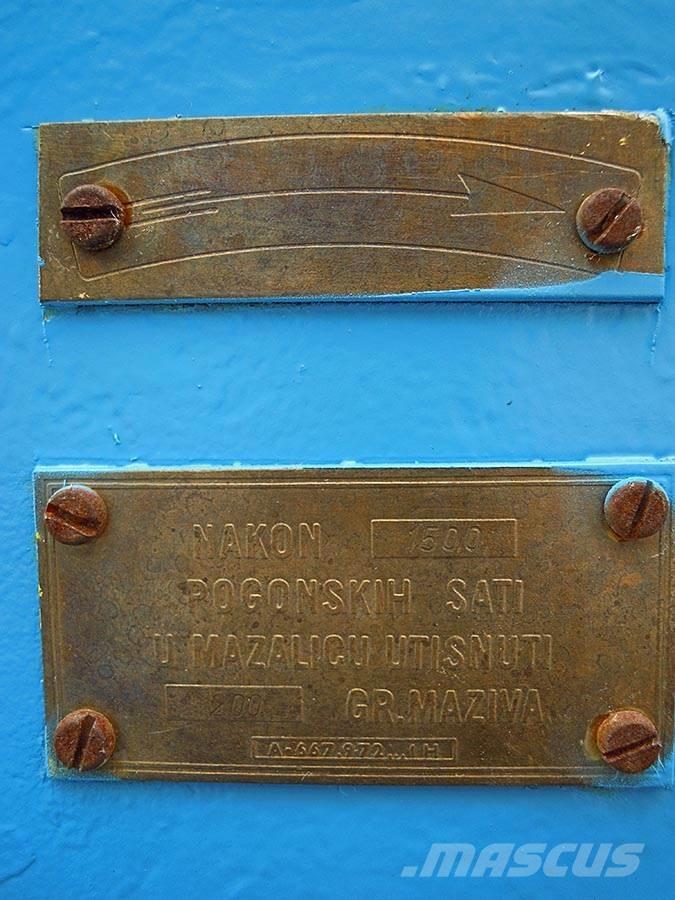 NAKON 1500
POGONSKIH SATI
U MAZALICU UTISNUTI
200 GR.MAZIVA
A-667.972...1H
.MASCUS